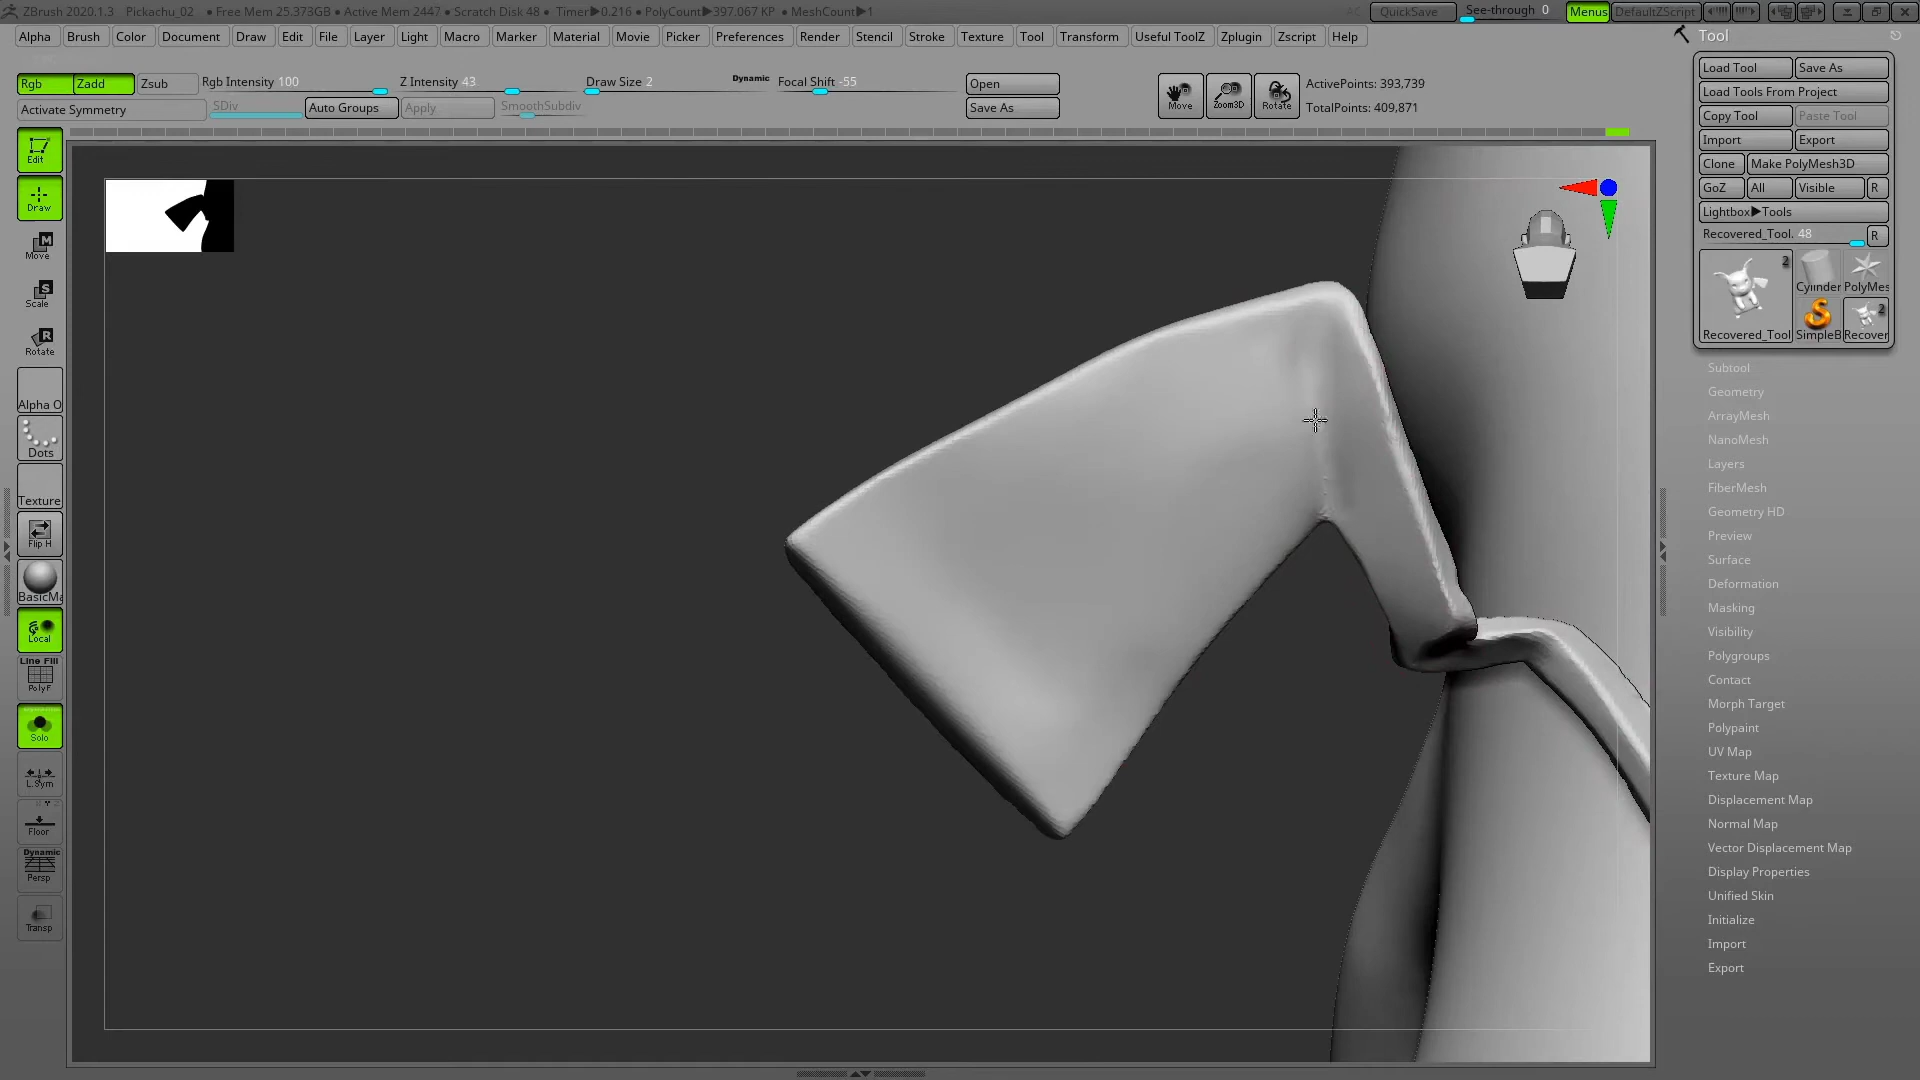 ZBrush 2020.1.3 Pickachu_02 • Free Mem 25.373GB • Active Mem 2447 • Scratch Disk 48 • Timer▶0.216 • PolyCount▶397.067 KP • MeshCount▶1 AC QuickSave See-through 0 Menus DefaultZScript
Alpha Brush Color Document Draw Edit File Layer Light Macro Marker Material Movie Picker Preferences Render Stencil Stroke Texture Tool Transform Useful ToolZ Zplugin Zscript Help
Rgb Zadd Zsub Rgb Intensity 100 Z Intensity 43 Draw Size 2 Dynamic Focal Shift -55 Open
Activate Symmetry SDiv Auto Groups Apply SmoothSubdiv Save As
Move Zoom3D Rotate
ActivePoints: 393,739
TotalPoints: 409,871
Edit
Draw
Move
Scale
Rotate
Alpha O
Dots
Texture
Flip H
BasicMa
Local
Line Fill
PolyF
Solo
L.Sym
Floor
Dynamic
Persp
Transp
Tool
Load Tool Save As
Load Tools From Project
Copy Tool Paste Tool
Import Export
Clone Make PolyMesh3D
GoZ All Visible R
Lightbox▶Tools
Recovered_Tool. 48 R
2
Cylinder PolyMes
2
Recovered_Tool SimpleB Recover
Subtool
Geometry
ArrayMesh
NanoMesh
Layers
FiberMesh
Geometry HD
Preview
Surface
Deformation
Masking
Visibility
Polygroups
Contact
Morph Target
Polypaint
UV Map
Texture Map
Displacement Map
Normal Map
Vector Displacement Map
Display Properties
Unified Skin
Initialize
Import
Export